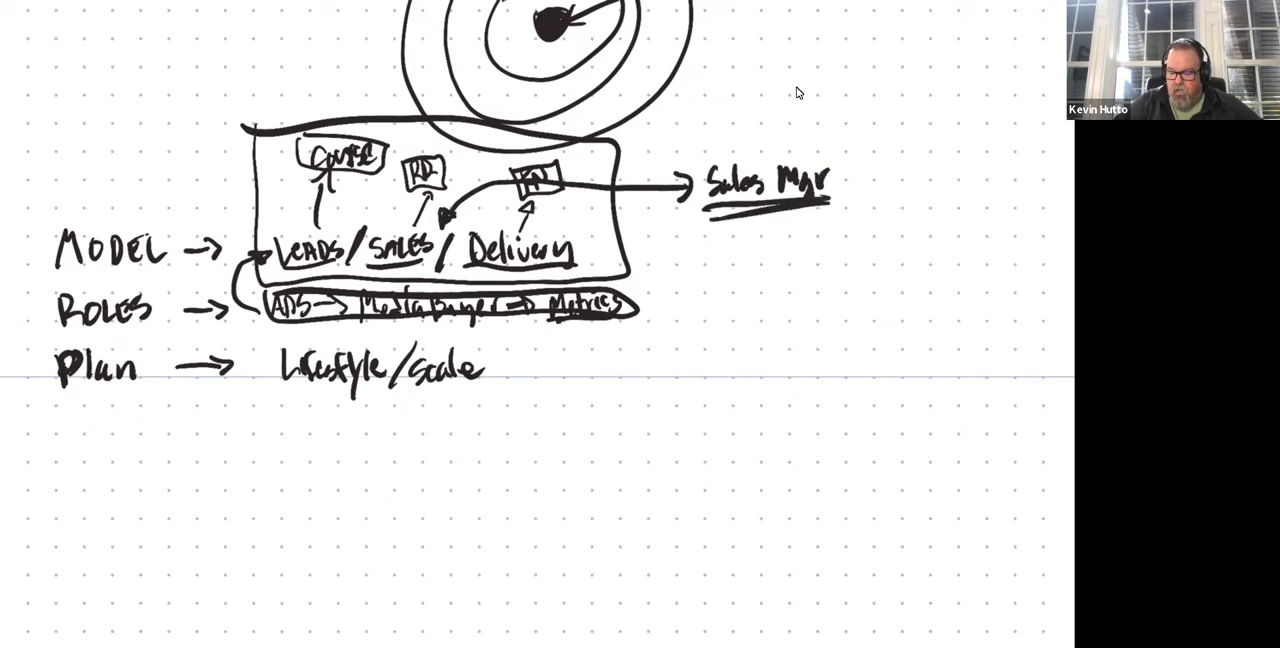 Kevin Hutto
Sales Mgr
MODEL → LEADS / SALES / Delivery
ROLES → ADS → Media Buyer → Metrics
Plan → Lifestyle/scale